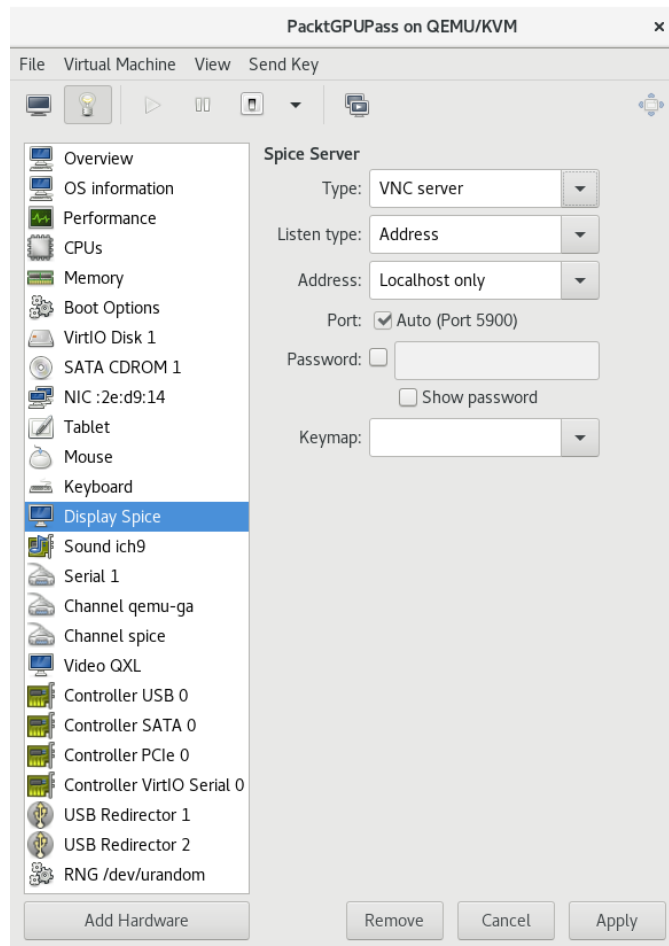 PacktGPUPass on QEMU/KVM
File Virtual Machine View Send Key
Overview
OS information
Performance
CPUs
Memory
Boot Options
VirtIO Disk 1
SATA CDROM 1
NIC :2e:d9:14
Tablet
Mouse
Keyboard
Display Spice
Sound ich9
Serial 1
Channel qemu-ga
Channel spice
Video QXL
Controller USB 0
Controller SATA 0
Controller PCIe 0
Controller VirtIO Serial 0
USB Redirector 1
USB Redirector 2
RNG /dev/urandom
Spice Server
Type: VNC server
Listen type: Address
Address: Localhost only
Port: Auto (Port 5900)
Password:
Show password
Keymap:
Add Hardware
Remove Cancel Apply